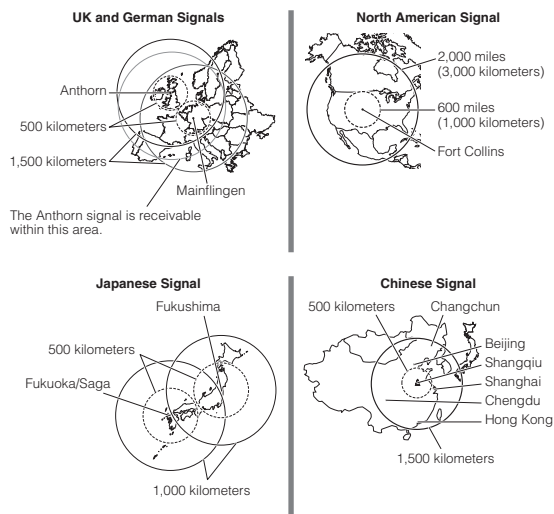 UK and German Signals
Anthorn
500 kilometers
1,500 kilometers
Mainflingen
The Anthorn signal is receivable
within this area.
North American Signal
2,000 miles
(3,000 kilometers)
600 miles
(1,000 kilometers)
Fort Collins
Japanese Signal
Fukushima
500 kilometers
Fukuoka/Saga
1,000 kilometers
Chinese Signal
500 kilometers
Changchun
Beijing
Shangqiu
Shanghai
Chengdu
Hong Kong
1,500 kilometers